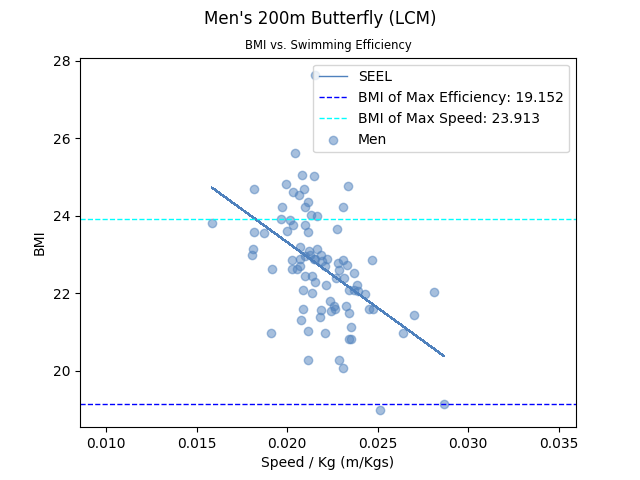 Men's 200m Butterfly (LCM)
BMI vs. Swimming Efficiency
SEEL
BMI of Max Efficiency: 19.152
BMI of Max Speed: 23.913
Men
28
26
24
22
20
BMI
0.010 0.015 0.020 0.025 0.030 0.035
Speed / Kg (m/Kgs)